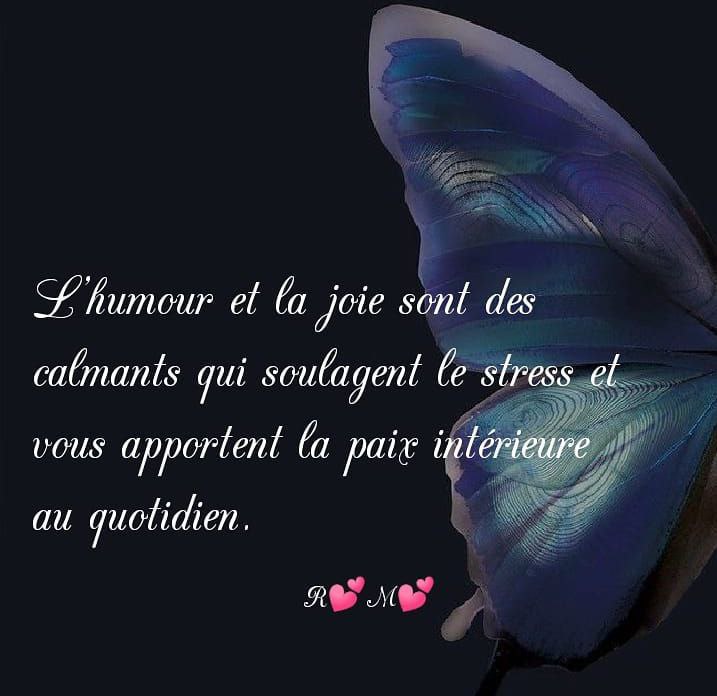 L'humour et la joie sont des
calmants qui soulagent le stress et
vous apportent la paix intérieure
au quotidien.
R💕M💕